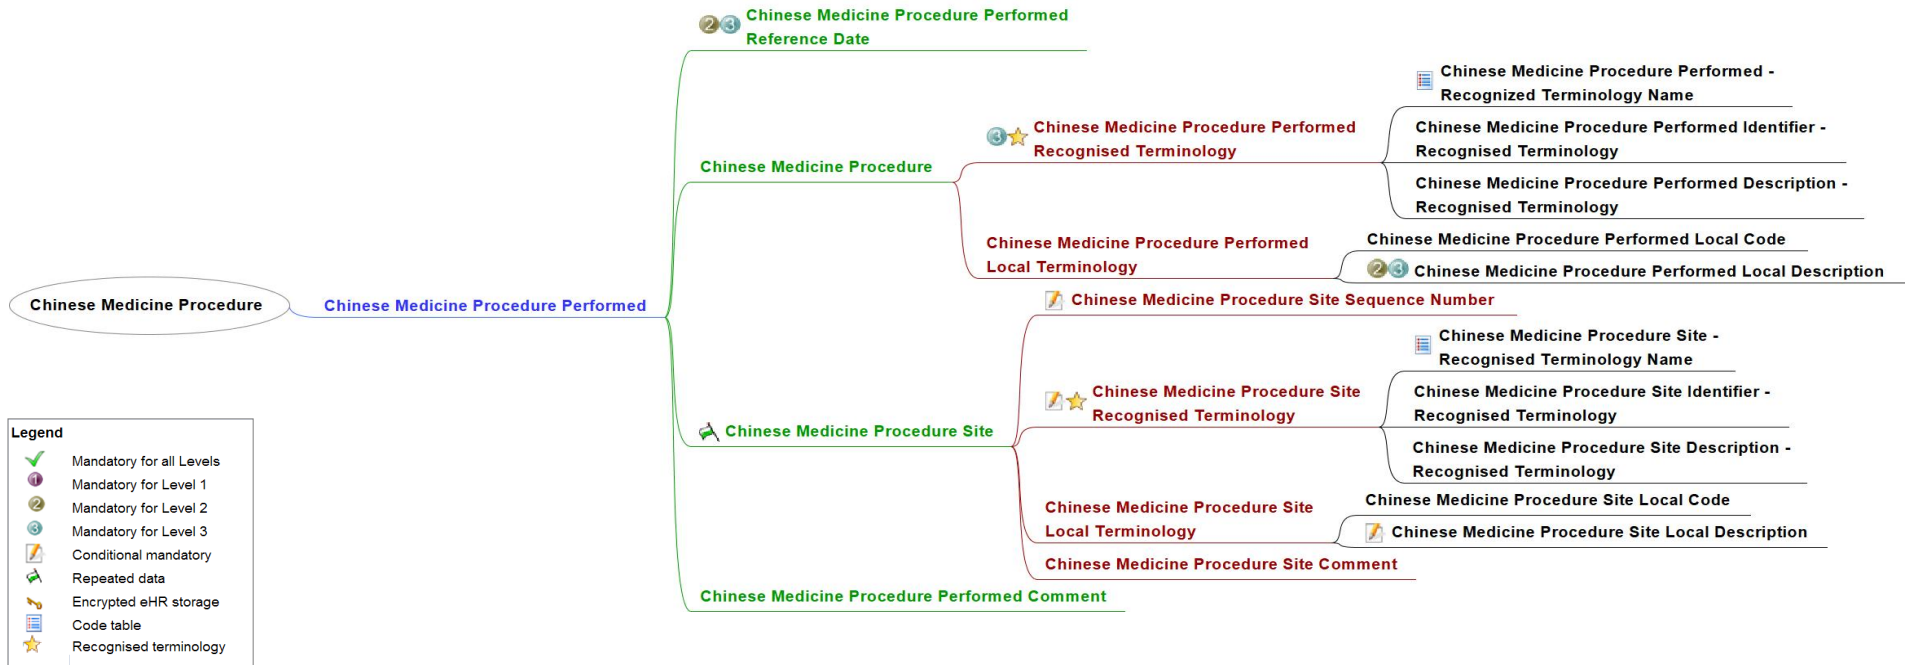 Chinese Medicine Procedure
Chinese Medicine Procedure Performed
2 3 Chinese Medicine Procedure Performed
Reference Date
Chinese Medicine Procedure
3 Chinese Medicine Procedure Performed
Recognised Terminology
Chinese Medicine Procedure Performed -
Recognized Terminology Name
Chinese Medicine Procedure Performed Identifier -
Recognised Terminology
Chinese Medicine Procedure Performed Description -
Recognised Terminology
Chinese Medicine Procedure Performed
Local Terminology
Chinese Medicine Procedure Performed Local Code
2 3 Chinese Medicine Procedure Performed Local Description
Chinese Medicine Procedure Site
Chinese Medicine Procedure Site Sequence Number
Chinese Medicine Procedure Site
Recognised Terminology
Chinese Medicine Procedure Site -
Recognised Terminology Name
Chinese Medicine Procedure Site Identifier -
Recognised Terminology
Chinese Medicine Procedure Site Description -
Recognised Terminology
Chinese Medicine Procedure Site
Local Terminology
Chinese Medicine Procedure Site Local Code
Chinese Medicine Procedure Site Local Description
Chinese Medicine Procedure Site Comment
Chinese Medicine Procedure Performed Comment
Legend
Mandatory for all Levels
1 Mandatory for Level 1
2 Mandatory for Level 2
3 Mandatory for Level 3
Conditional mandatory
Repeated data
Encrypted eHR storage
Code table
Recognised terminology